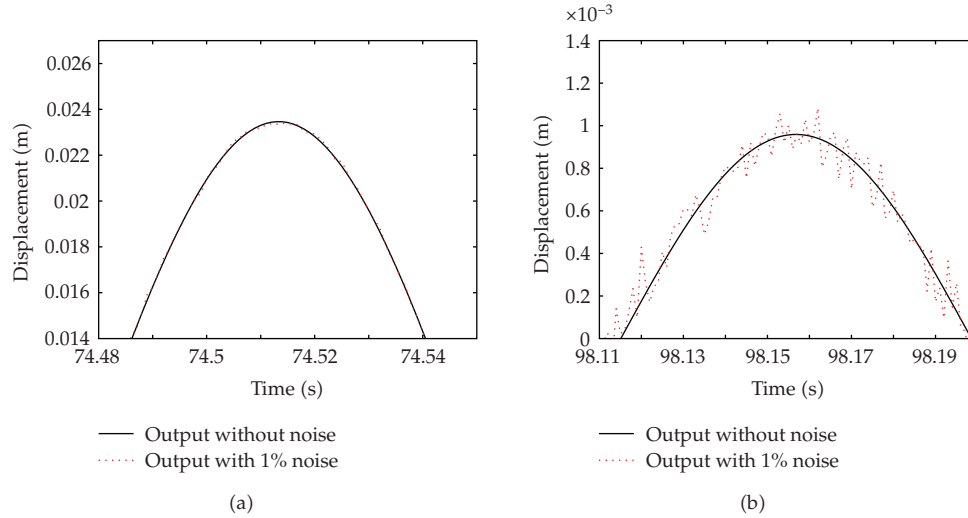 0.026
0.024
0.022
0.02
0.018
0.016
0.014
Displacement (m)
74.48
74.5
74.52
74.54
Time (s)
Output without noise
Output with 1% noise
(a)
×10−3
1.4
1.2
1
0.8
0.6
0.4
0.2
0
Displacement (m)
98.11
98.13
98.15
98.17
98.19
Time (s)
Output without noise
Output with 1% noise
(b)